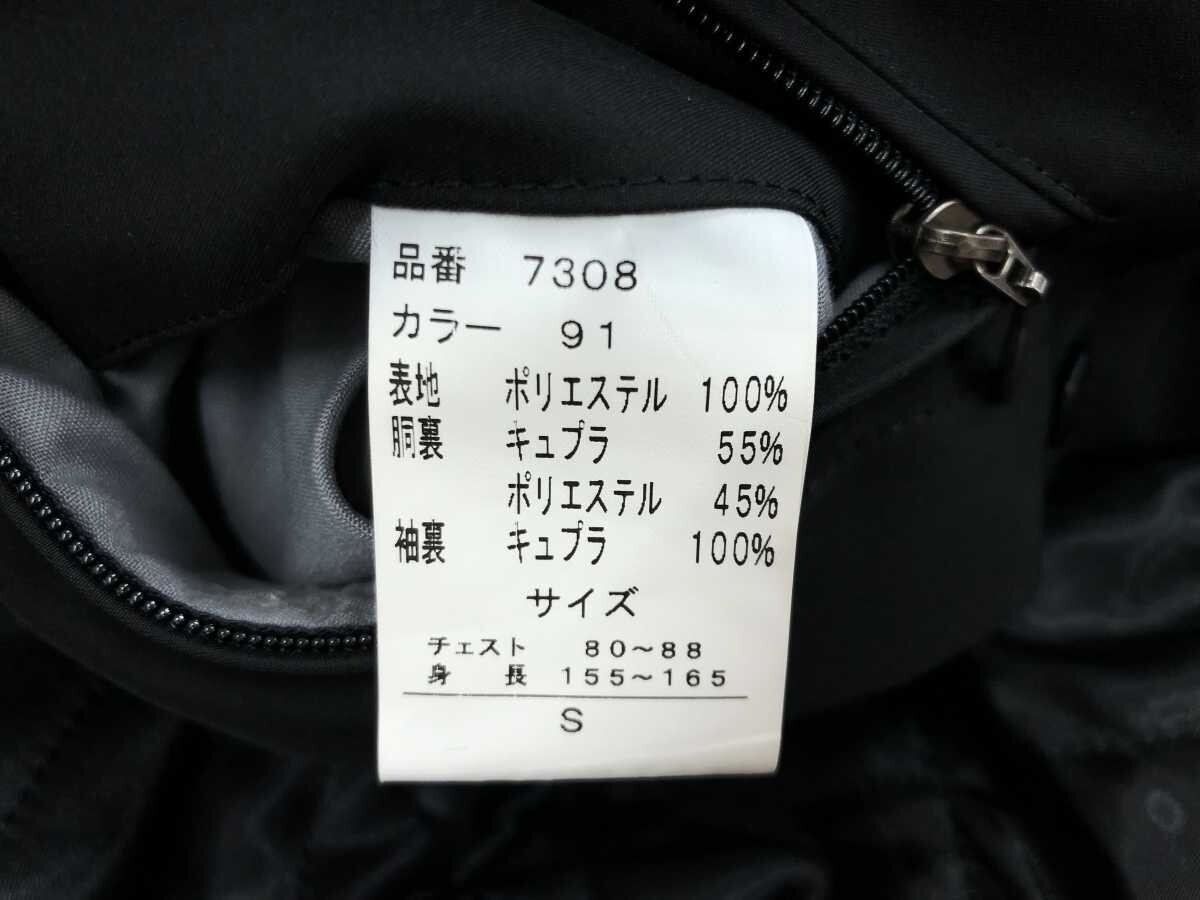 品番 7308
カラー 91
表地 ポリエステル 100%
胴裏 キュプラ 55%
ポリエステル 45%
袖裏 キュプラ 100%
サイズ
チェスト 80～88
身長 155～165
S